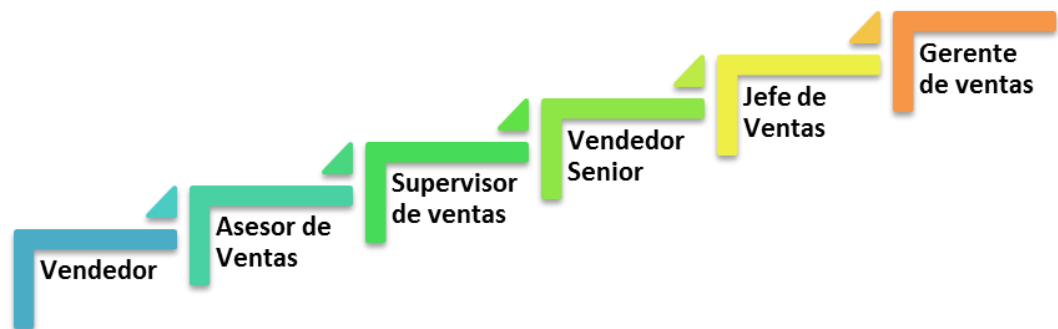 Vendedor
Asesor de
Ventas
Supervisor
de ventas
Vendedor
Senior
Jefe de
Ventas
Gerente
de ventas